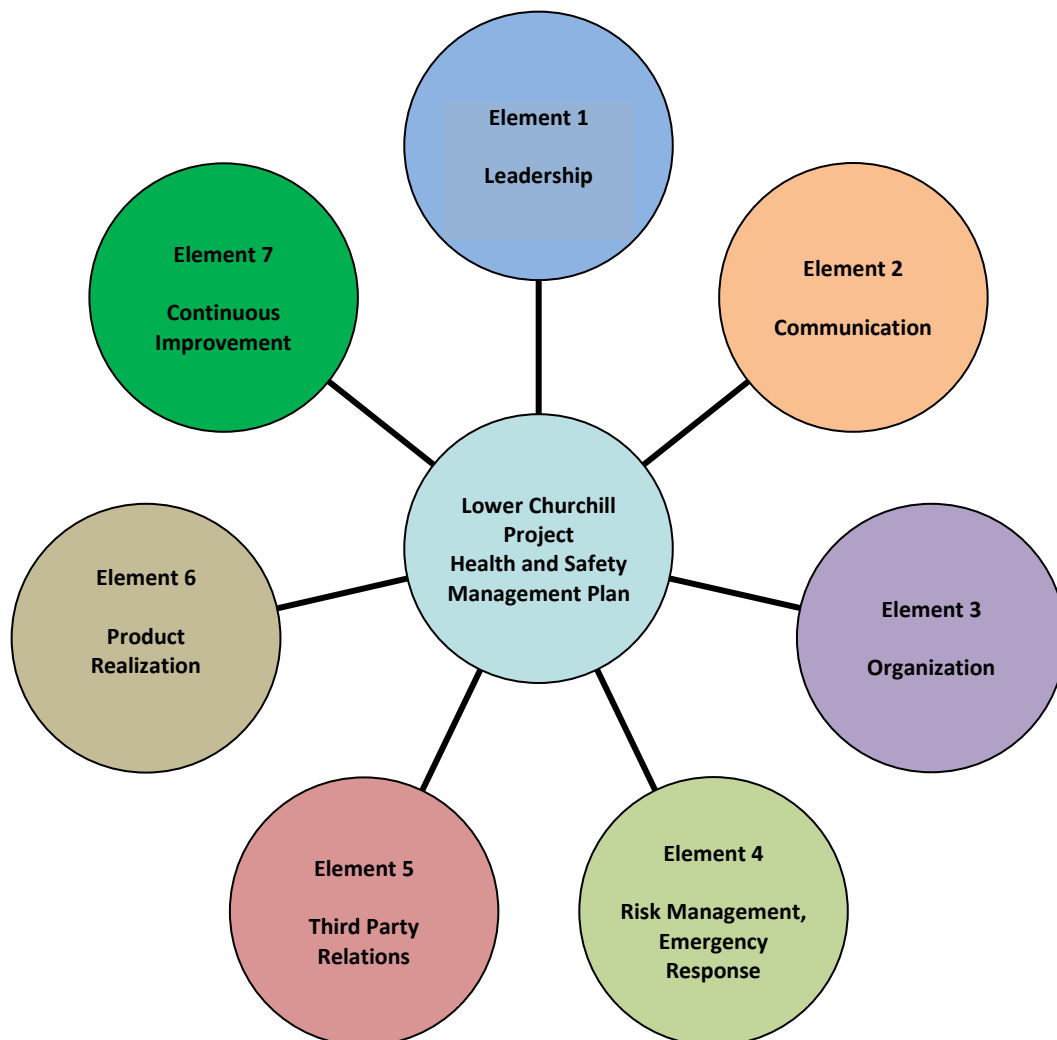 Element 1
Leadership
Element 2
Communication
Element 3
Organization
Element 4
Risk Management,
Emergency
Response
Element 5
Third Party
Relations
Element 6
Product
Realization
Element 7
Continuous
Improvement
Lower Churchill
Project
Health and Safety
Management Plan